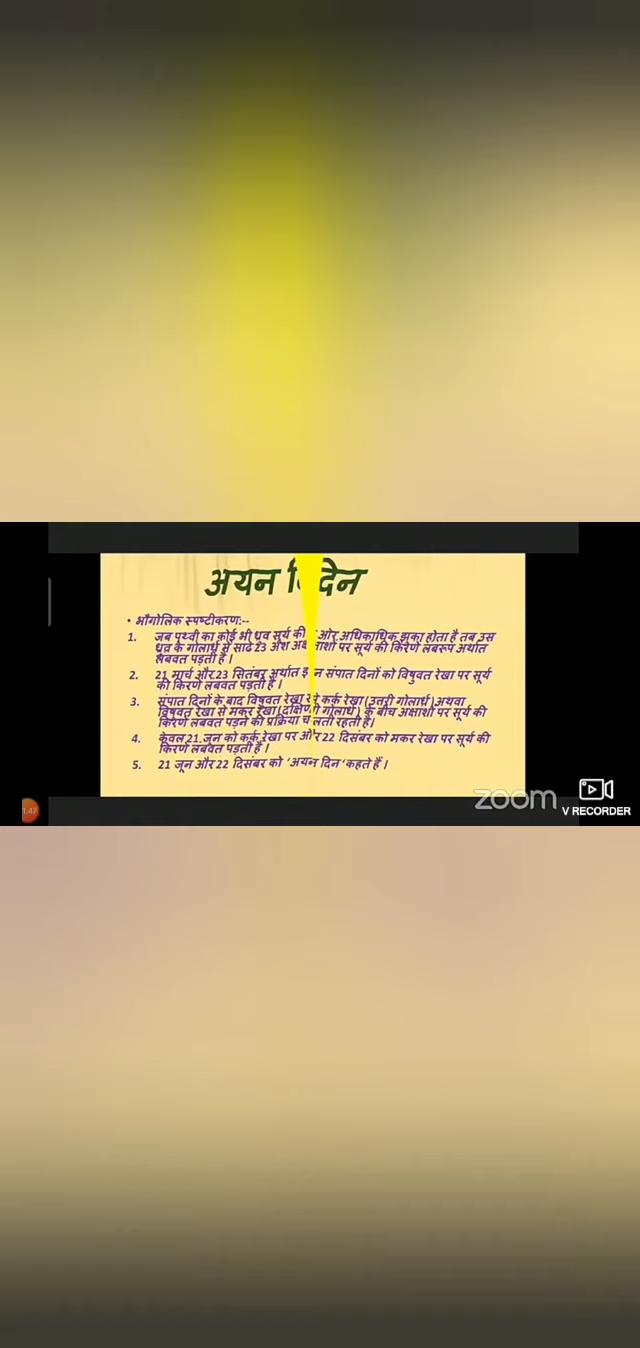 अयन दिन
• भौगोलिक स्पष्टीकरण:--
1. जब पृथ्वी का कोई भी ध्रुव सूर्य की ओर अधिकाधिक झुका होता है तब उस
ध्रुव के गोलार्ध में साढ़े 23 अंश अक्षांशों पर सूर्य की किरणें लंबरूप अर्थात
लंबवत पड़ती हैं ।
2. 21 मार्च और 23 सितंबर अर्थात इन संपात दिनों को विषुवत रेखा पर सूर्य
की किरणें लंबवत पड़ती हैं ।
3. संपात दिनों के बाद विषुवत रेखा से कर्क रेखा (उत्तरी गोलार्ध) अथवा
विषुवत रेखा से मकर रेखा (दक्षिणी गोलार्ध) के बीच अक्षांशों पर सूर्य की
किरणें लंबवत पड़ने की प्रक्रिया चलती रहती है।
4. केवल 21 जून को कर्क रेखा पर और 22 दिसंबर को मकर रेखा पर सूर्य की
किरणें लंबवत पड़ती हैं ।
5. 21 जून और 22 दिसंबर को ‘अयन दिन‘ कहते हैं ।
zoom
V RECORDER
1:47